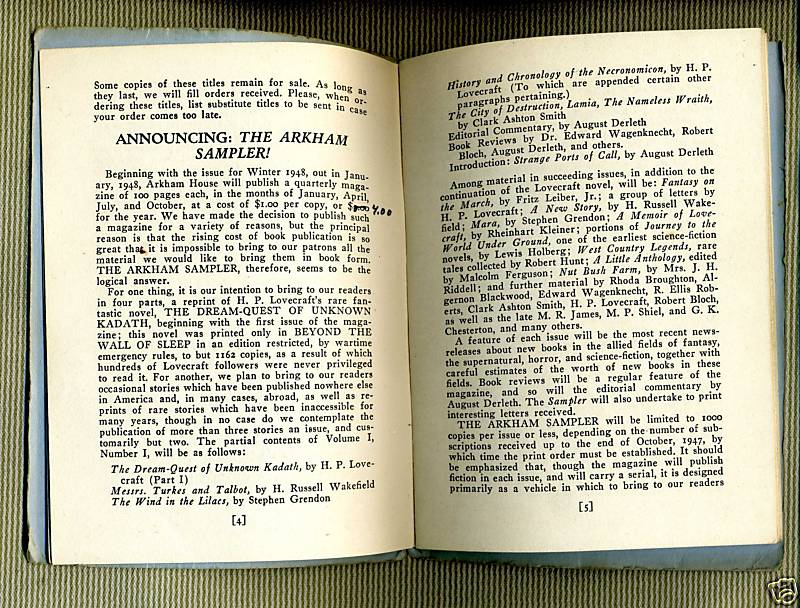 Some copies of these titles remain for sale. As long as
they last, we will fill orders received. Please, when or-
dering these titles, list substitute titles to be sent in case
your order comes too late.
ANNOUNCING: THE ARKHAM
SAMPLER!
Beginning with the issue for Winter 1948, out in Janu-
ary, 1948, Arkham House will publish a quarterly maga-
zine of 100 pages each, in the months of January, April,
July, and October, at a cost of $1.00 per copy, or $ 4.00
for the year. We have made the decision to publish such
a magazine for a variety of reasons, but the principal
reason is that the rising cost of book publication is so
great that it is impossible to bring to our patrons all the
material we would like to bring them in book form.
THE ARKHAM SAMPLER, therefore, seems to be the
logical answer.
For one thing, it is our intention to bring to our readers
in four parts, a reprint of H. P. Lovecraft's rare fan-
tastic novel, THE DREAM-QUEST OF UNKNOWN
KADATH, beginning with the first issue of the maga-
zine; this novel was printed only in BEYOND THE
WALL OF SLEEP in an edition restricted, by wartime
emergency rules, to but 1162 copies, as a result of which
hundreds of Lovecraft followers were never privileged
to read it. For another, we plan to bring to our readers
occasional stories which have been published nowhere else
in America and, in many cases, abroad, as well as re-
prints of rare stories which have been inaccessible for
many years, though in no case do we contemplate the
publication of more than three stories an issue, and cus-
tomarily but two. The partial contents of Volume I,
Number I, will be as follows:
The Dream-Quest of Unknown Kadath, by H. P. Love-
craft (Part I)
Messrs. Turkes and Talbot, by H. Russell Wakefield
The Wind in the Lilacs, by Stephen Grendon
[4]
History and Chronology of the Necronomicon, by H. P.
Lovecraft (To which are appended certain other
paragraphs pertaining.)
The City of Destruction, Lamia, The Nameless Wraith,
by Clark Ashton Smith
Editorial Commentary, by August Derleth
Book Reviews by Dr. Edward Wagenknecht, Robert
Bloch, August Derleth, and others.
Introduction: Strange Ports of Call, by August Derleth
Among material in succeeding issues, in addition to the
continuation of the Lovecraft novel, will be: Fantasy on
the March, by Fritz Leiber, Jr.; a group of letters by
H. P. Lovecraft; A New Story, by H. Russell Wake-
field; Mara, by Stephen Grendon; A Memoir of Love-
craft, by Rheinhart Kleiner; portions of Journey to the
World Under Ground, one of the earliest science-fiction
novels, by Lewis Holberg; West Country Legends, rare
tales collected by Robert Hunt; A Little Anthology, edited
by Malcolm Ferguson; Nut Bush Farm, by Mrs. J. H.
Riddell; and further material by Rhoda Broughton, Al-
gernon Blackwood, Edward Wagenknecht, R. Ellis Rob-
erts, Clark Ashton Smith, H. P. Lovecraft, Robert Bloch,
as well as the late M. R. James, M. P. Shiel, and G. K.
Chesterton, and many others.
A feature of each issue will be the most recent news-
releases about new books in the allied fields of fantasy,
the supernatural, horror, and science-fiction, together with
careful estimates of the worth of new books in these
fields. Book reviews will be a regular feature of the
magazine, and so will the editorial commentary by
August Derleth. The Sampler will also undertake to print
interesting letters received.
THE ARKHAM SAMPLER will be limited to 1000
copies per issue or less, depending on the number of sub-
scriptions received up to the end of October, 1947, by
which time the print order must be established. It should
be emphasized that, though the magazine will publish
fiction in each issue, and will carry a serial, it is designed
primarily as a vehicle in which to bring to our readers
[5]